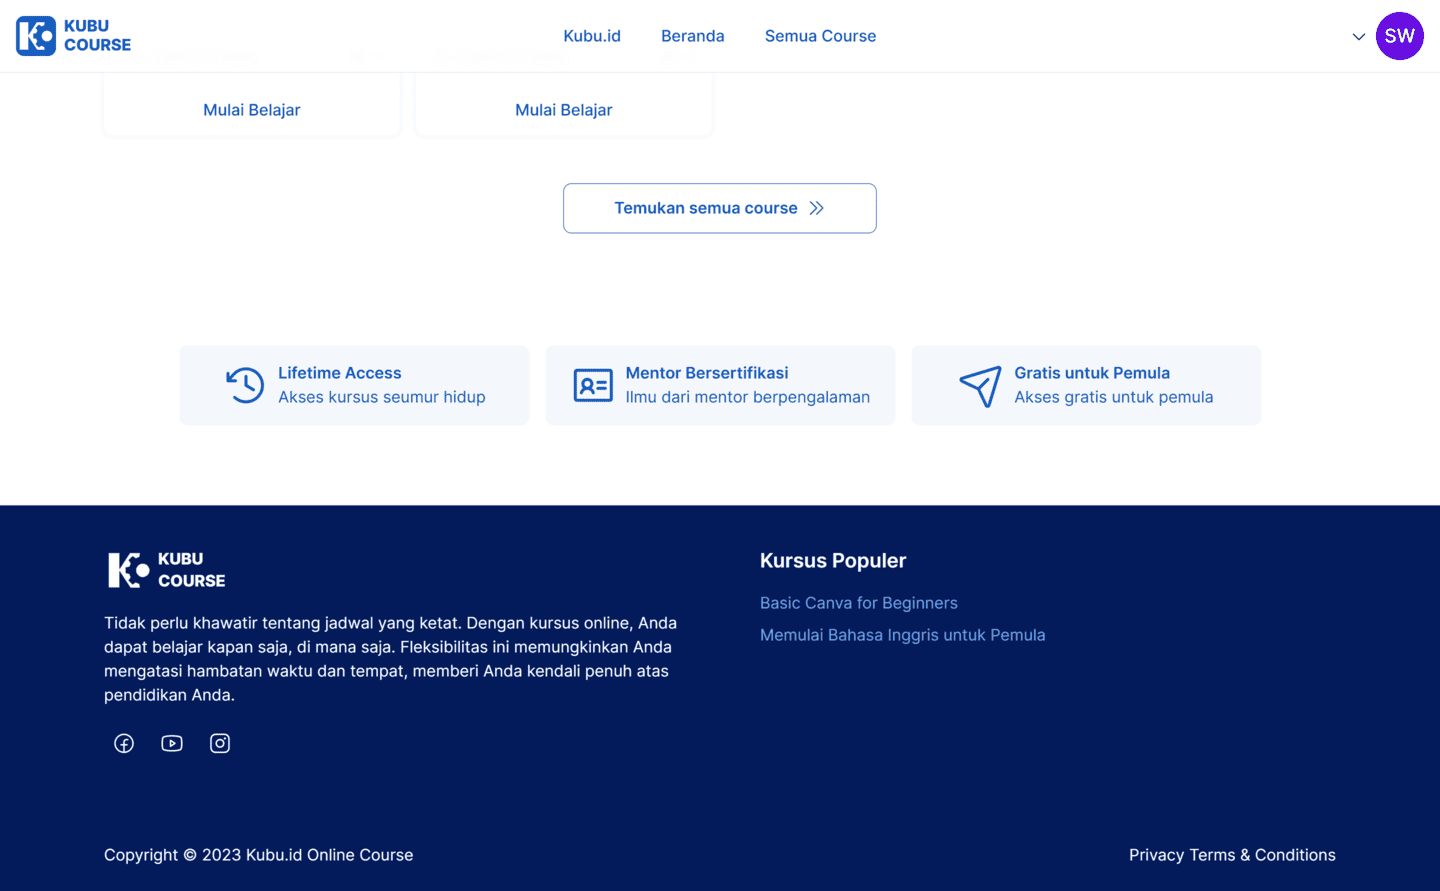 KUBU
COURSE
Kubu.id
Beranda
Semua Course
SW
Mulai Belajar
Mulai Belajar
Temukan semua course
Lifetime Access
Akses kursus seumur hidup
Mentor Bersertifikasi
Ilmu dari mentor berpengalaman
Gratis untuk Pemula
Akses gratis untuk pemula
KUBU
COURSE
Tidak perlu khawatir tentang jadwal yang ketat. Dengan kursus online, Anda
dapat belajar kapan saja, di mana saja. Fleksibilitas ini memungkinkan Anda
mengatasi hambatan waktu dan tempat, memberi Anda kendali penuh atas
pendidikan Anda.
Kursus Populer
Basic Canva for Beginners
Memulai Bahasa Inggris untuk Pemula
Copyright © 2023 Kubu.id Online Course
Privacy Terms & Conditions